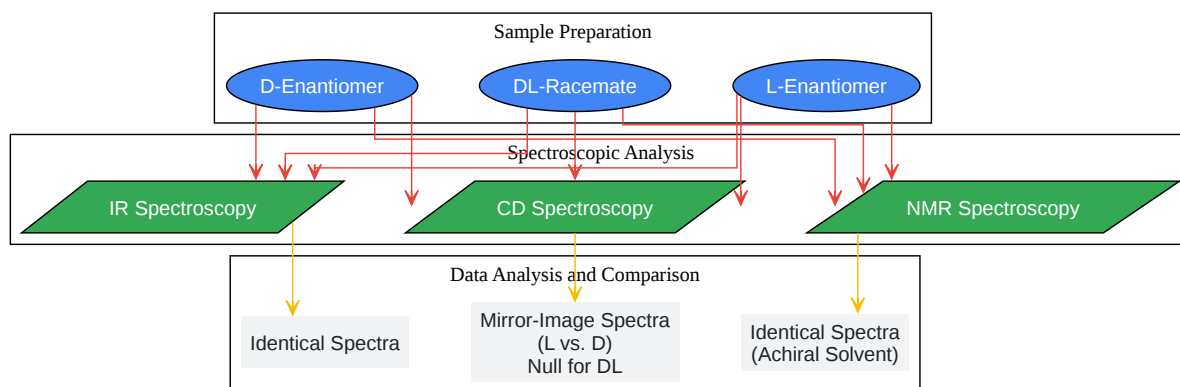 Sample Preparation
D-Enantiomer
DL-Racemate
L-Enantiomer
Spectroscopic Analysis
IR Spectroscopy
CD Spectroscopy
NMR Spectroscopy
Data Analysis and Comparison
Identical Spectra
Mirror-Image Spectra
(L vs. D)
Null for DL
Identical Spectra
(Achiral Solvent)